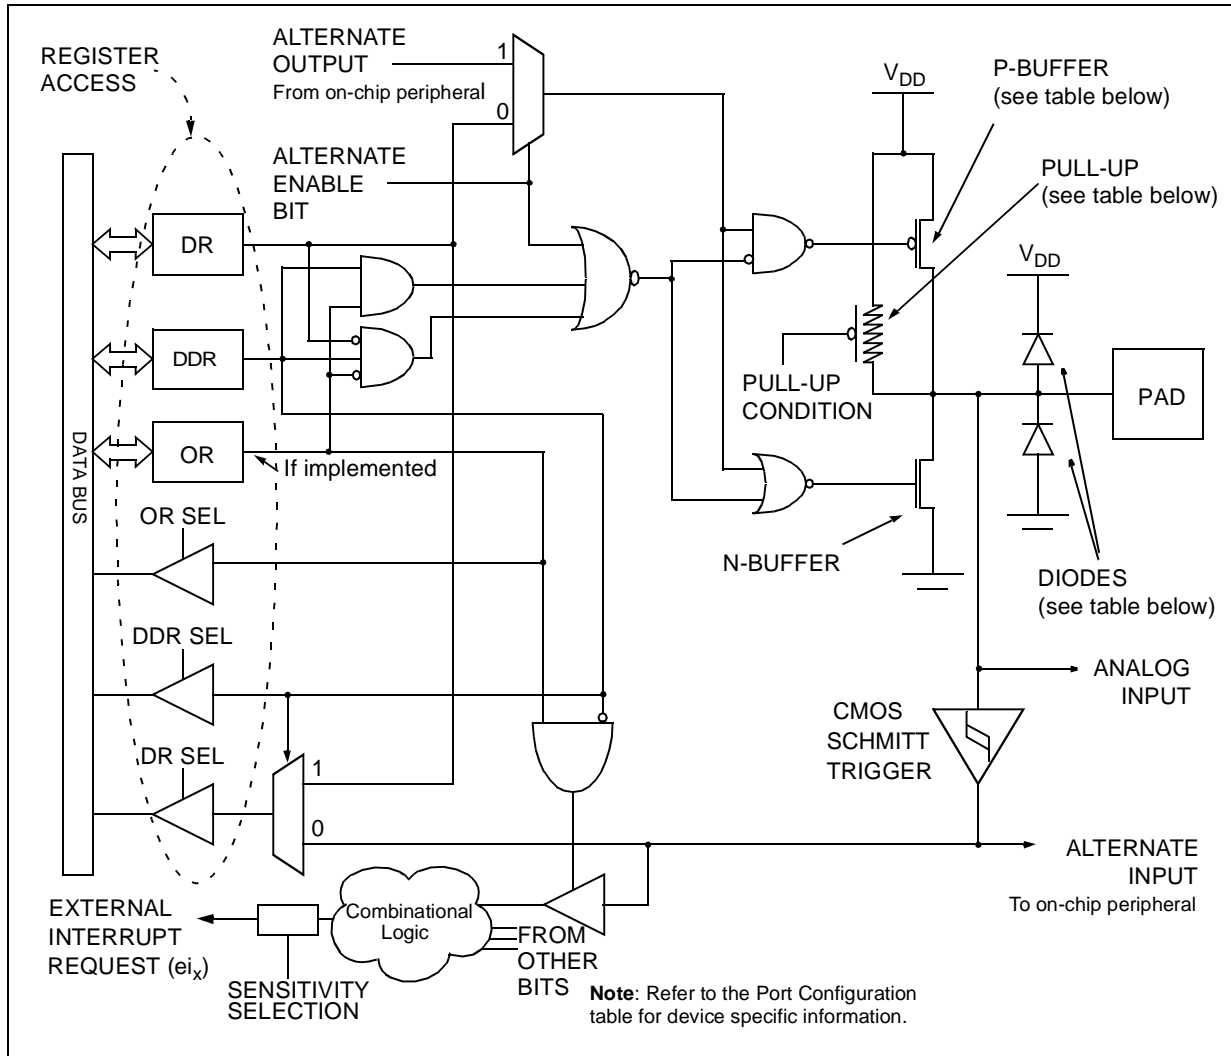 REGISTER
ACCESS
ALTERNATE
OUTPUT
From on-chip peripheral
1
0
ALTERNATE
ENABLE
BIT
VDD
P-BUFFER
(see table below)
PULL-UP
(see table below)
VDD
DR
DDR
OR
If implemented
DATA BUS
PULL-UP
CONDITION
PAD
N-BUFFER
DIODES
(see table below)
OR SEL
DDR SEL
DR SEL
1
0
ANALOG
INPUT
CMOS
SCHMITT
TRIGGER
ALTERNATE
INPUT
To on-chip peripheral
EXTERNAL
INTERRUPT
REQUEST (eix)
Combinational
Logic
SENSITIVITY
SELECTION
FROM
OTHER
BITS
Note: Refer to the Port Configuration
table for device specific information.